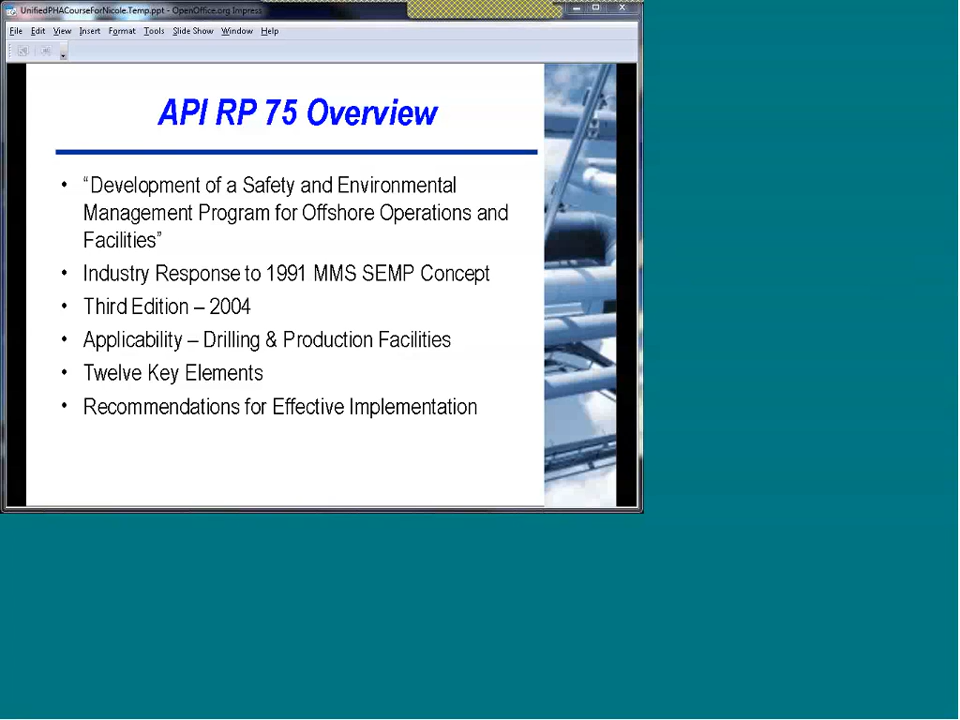 UnifiedPHACourseForNicole.Temp.ppt - OpenOffice.org Impress
File Edit View Insert Format Tools Slide Show Window Help
API RP 75 Overview
• “Development of a Safety and Environmental
Management Program for Offshore Operations and
Facilities”
• Industry Response to 1991 MMS SEMP Concept
• Third Edition – 2004
• Applicability – Drilling & Production Facilities
• Twelve Key Elements
• Recommendations for Effective Implementation